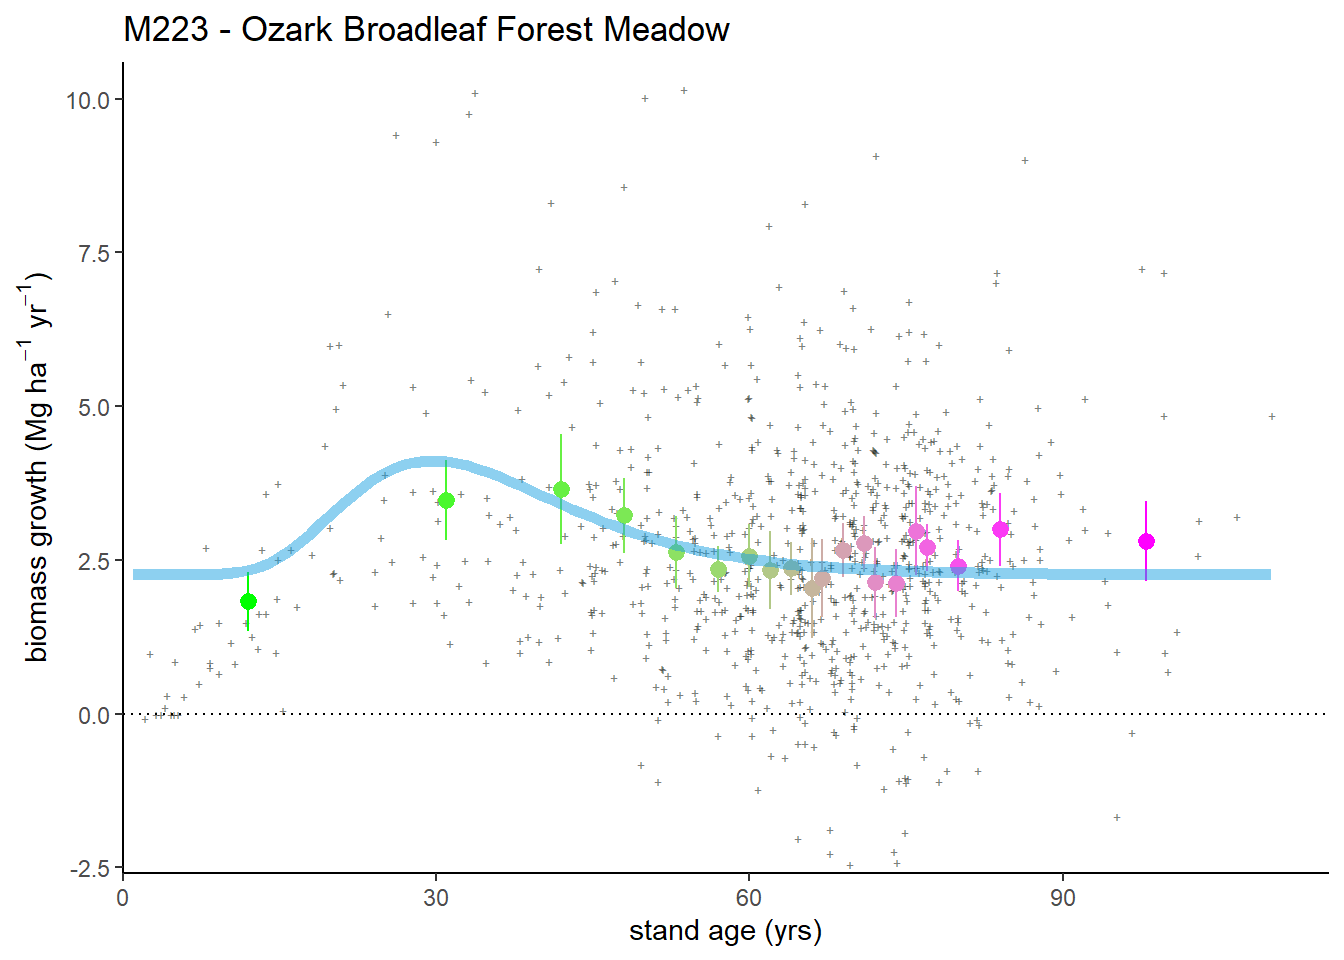 M223 - Ozark Broadleaf Forest Meadow
10.0
7.5
5.0
2.5
0.0
-2.5
biomass growth (Mg ha⁻¹ yr⁻¹)
0 30 60 90
stand age (yrs)